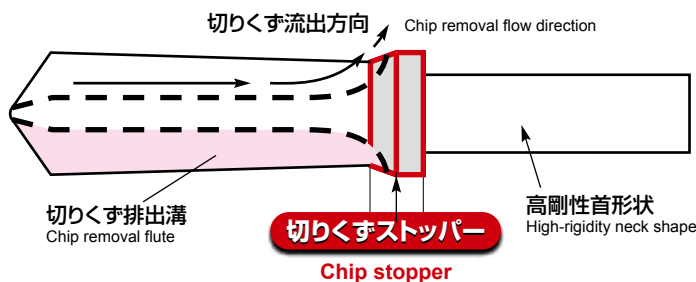 切りくず流出方向
Chip removal flow direction
切りくず排出溝
Chip removal flute
切りくずストッパー
Chip stopper
高剛性首形状
High-rigidity neck shape